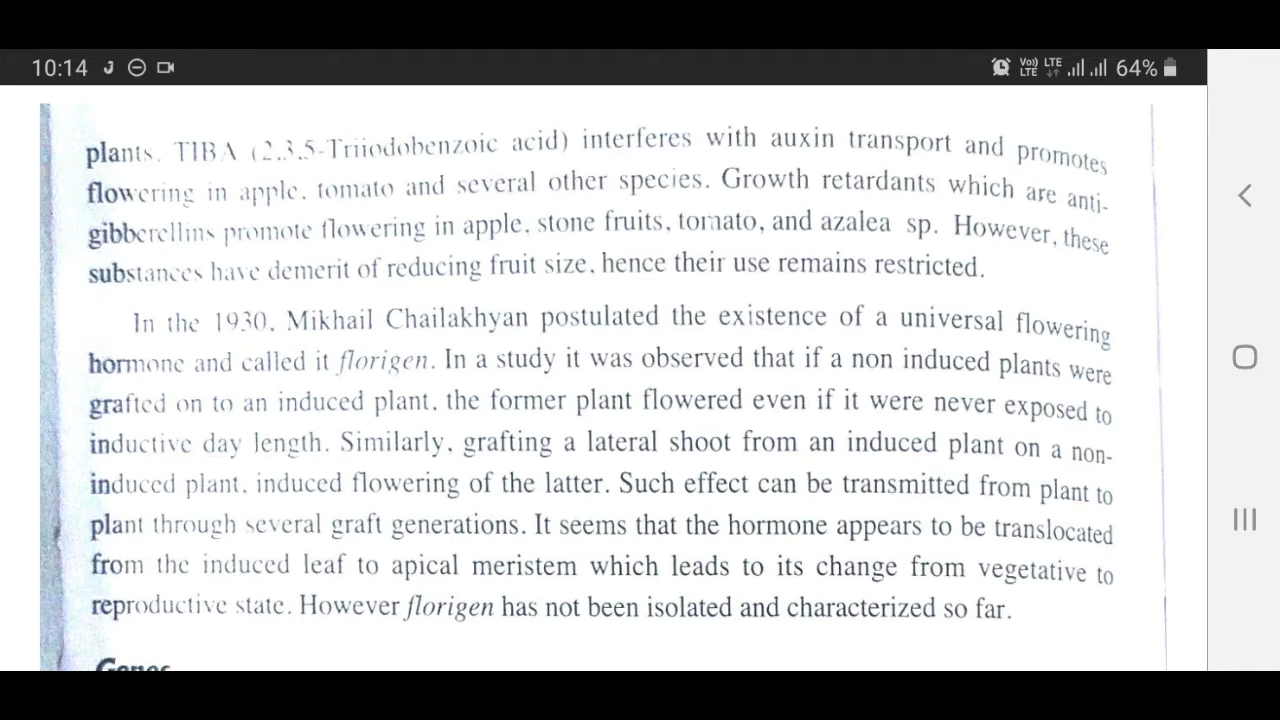 10:14
Vo)) LTE
LTE
64%
plants. TIBA (2.3.5-Triiodobenzoic acid) interferes with auxin transport and promotes
flowering in apple, tomato and several other species. Growth retardants which are anti-
gibberellins promote flowering in apple, stone fruits, tomato, and azalea sp. However, these
substances have demerit of reducing fruit size, hence their use remains restricted.
In the 1930, Mikhail Chailakhyan postulated the existence of a universal flowering
hormone and called it florigen. In a study it was observed that if a non induced plants were
grafted on to an induced plant, the former plant flowered even if it were never exposed to
inductive day length. Similarly, grafting a lateral shoot from an induced plant on a non-
induced plant, induced flowering of the latter. Such effect can be transmitted from plant to
plant through several graft generations. It seems that the hormone appears to be translocated
from the induced leaf to apical meristem which leads to its change from vegetative to
reproductive state. However florigen has not been isolated and characterized so far.
Genes